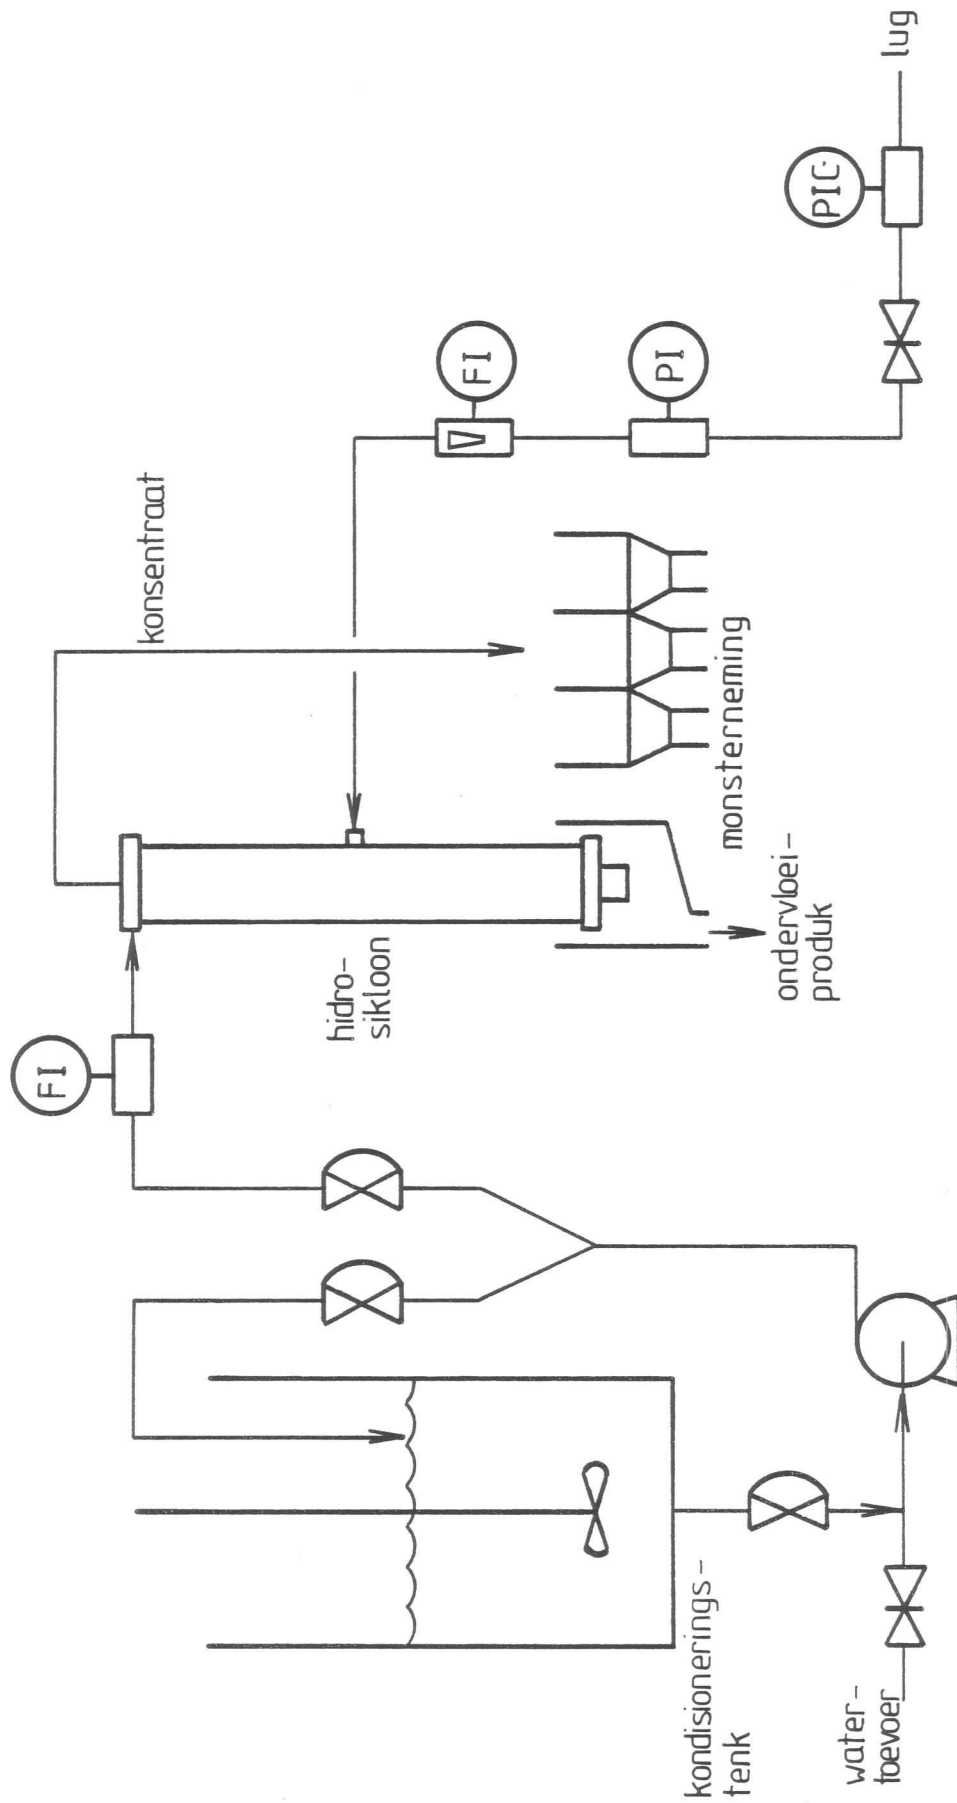 FI
konsentraat
hidro-
sikloon
FI
PI
PIC
lug
monsterneming
ondervloei-
produk
kondisionerings-
tenk
water-
toevoer